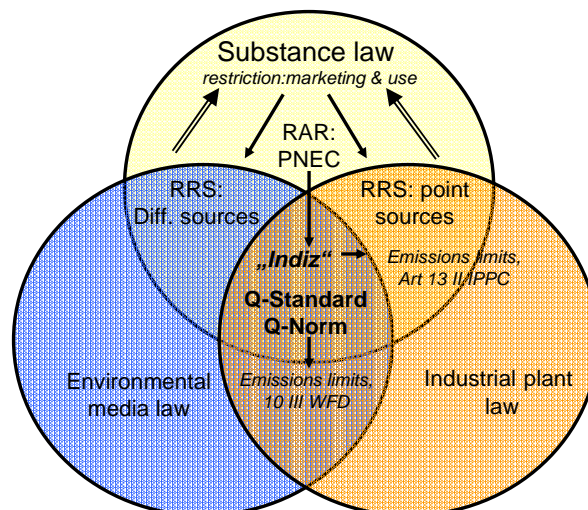 Substance law
restriction:marketing & use
RAR:
PNEC
RRS:
Diff. sources
RRS: point
sources
„Indiz“
Emissions limits,
Art 13 II IPPC
Q-Standard
Q-Norm
Environmental
media law
Emissions limits,
10 III WFD
Industrial plant
law